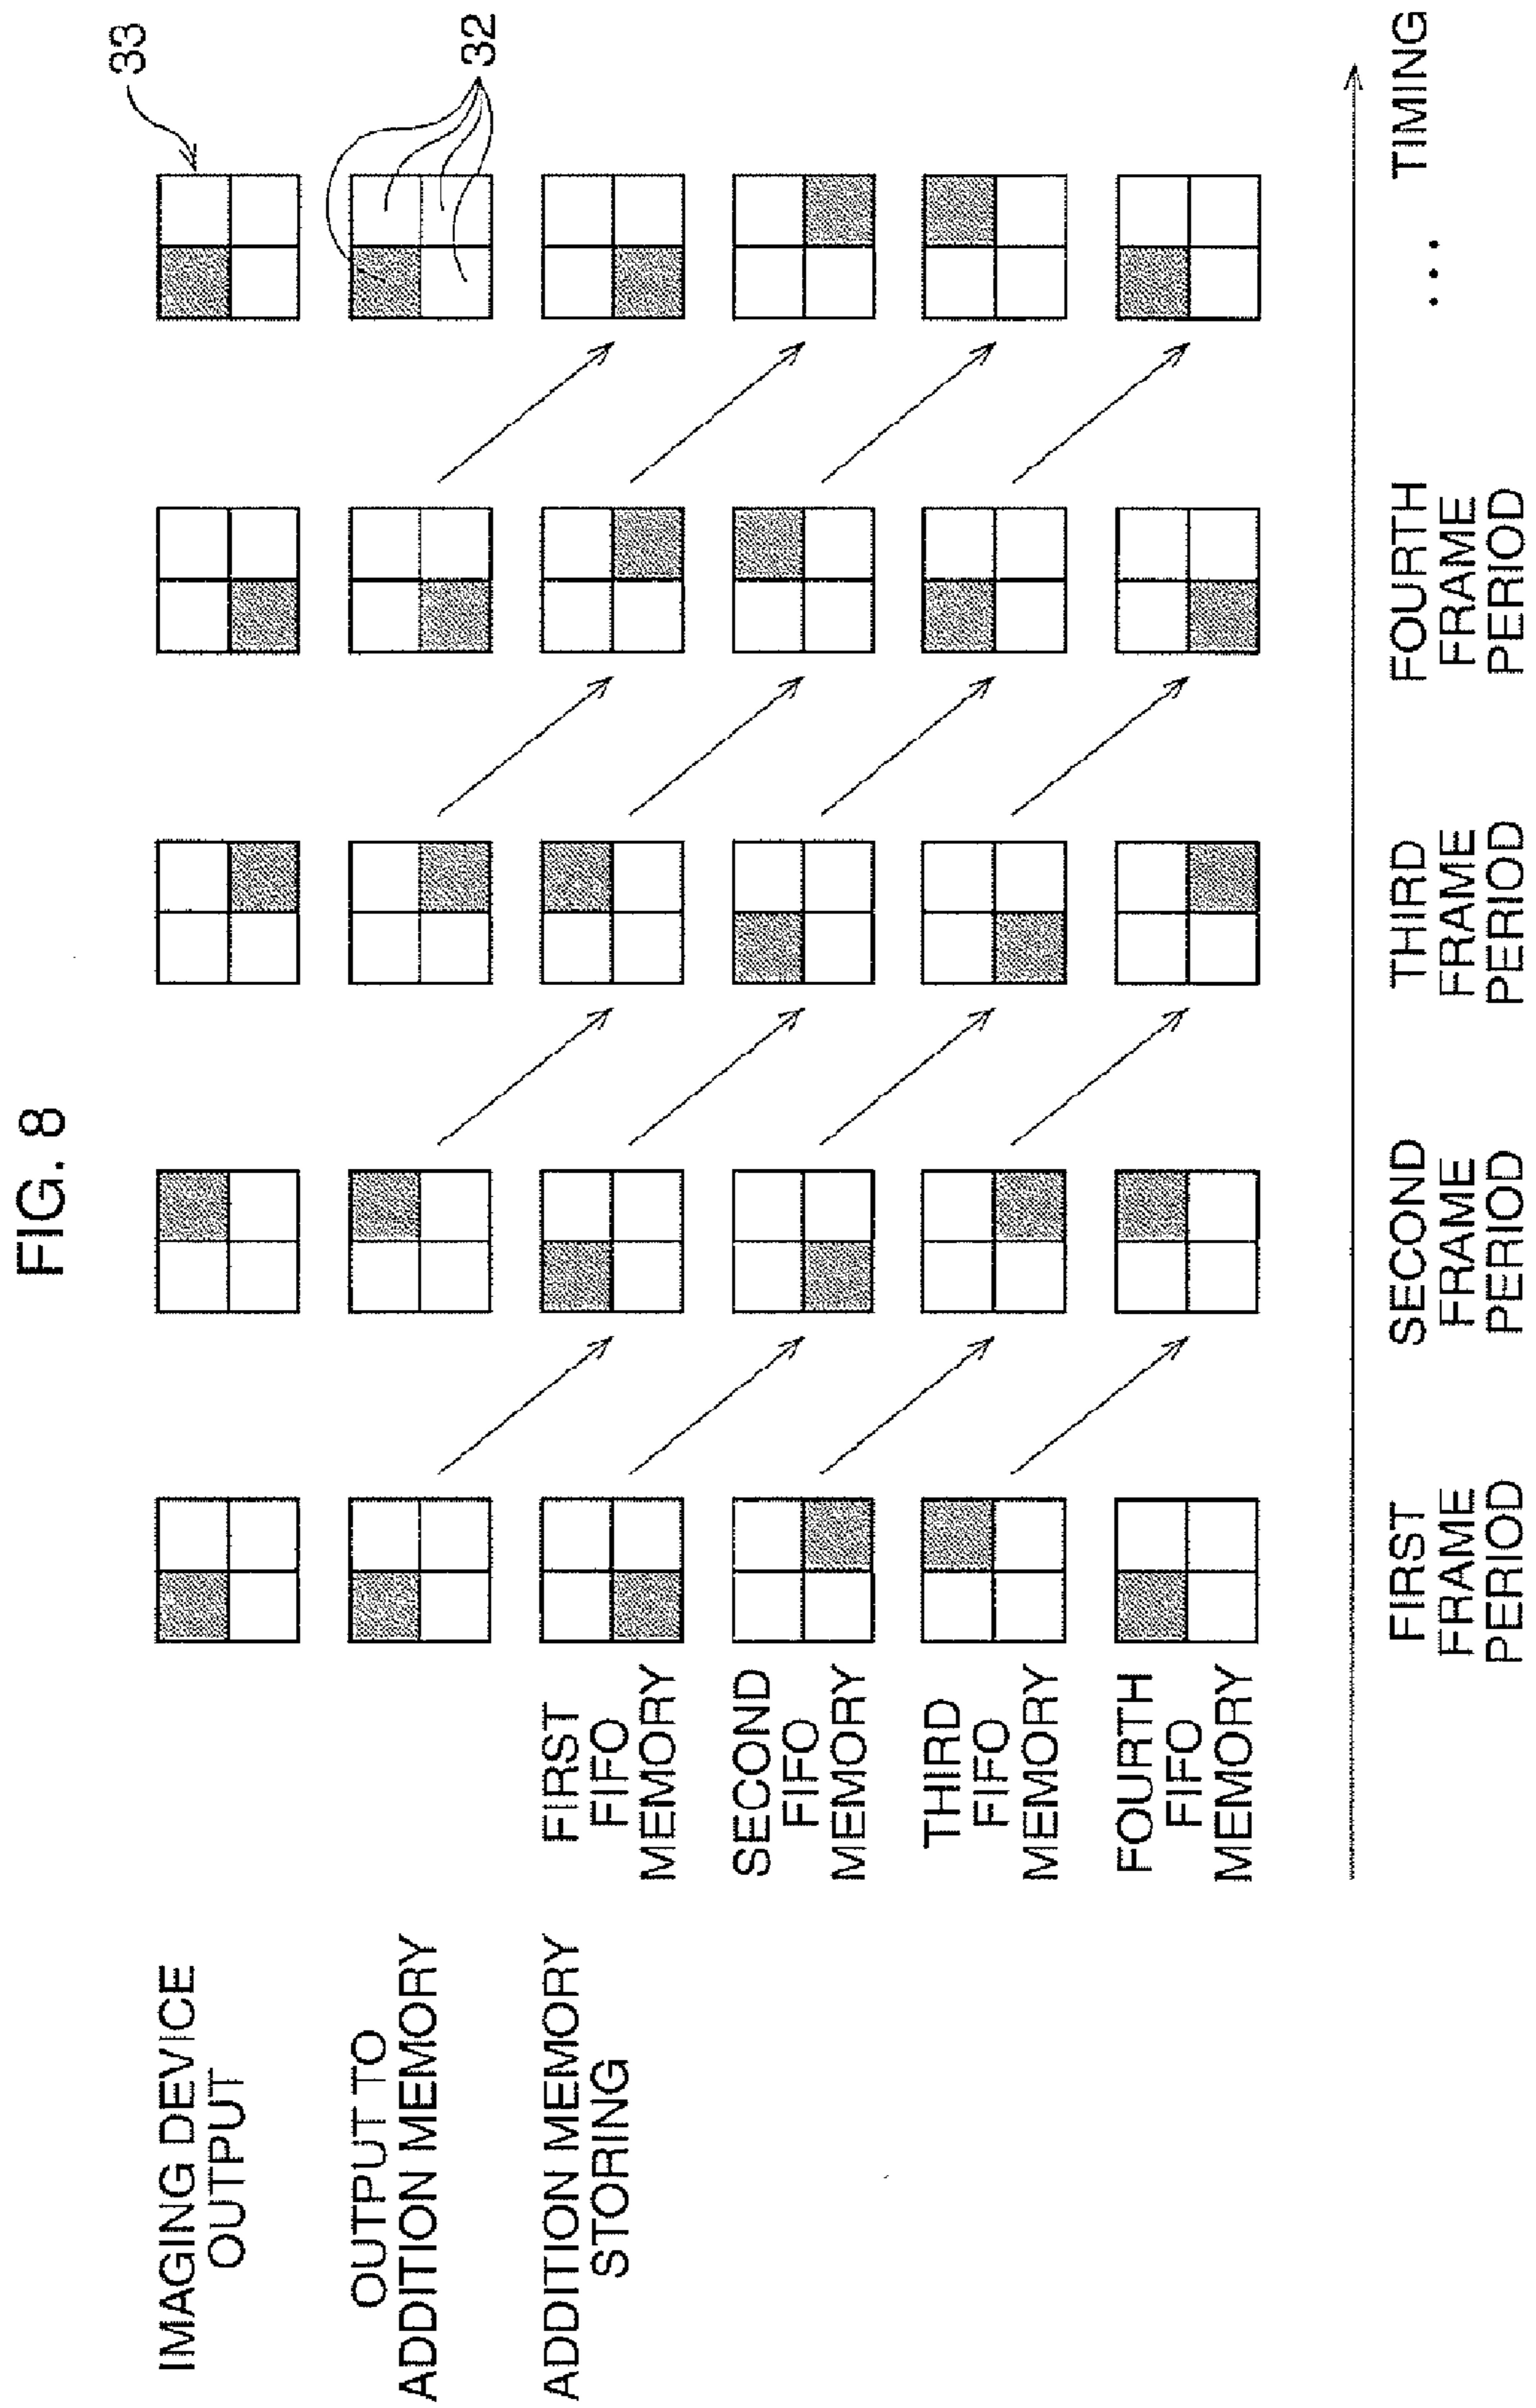 FIG. 8
33
32
IMAGING DEVICE
OUTPUT
OUTPUT TO
ADDITION MEMORY
ADDITION MEMORY
STORING
FIRST
FIFO
MEMORY
SECOND
FIFO
MEMORY
THIRD
FIFO
MEMORY
FOURTH
FIFO
MEMORY
FIRST
FRAME
PERIOD
SECOND
FRAME
PERIOD
THIRD
FRAME
PERIOD
FOURTH
FRAME
PERIOD
...
TIMING